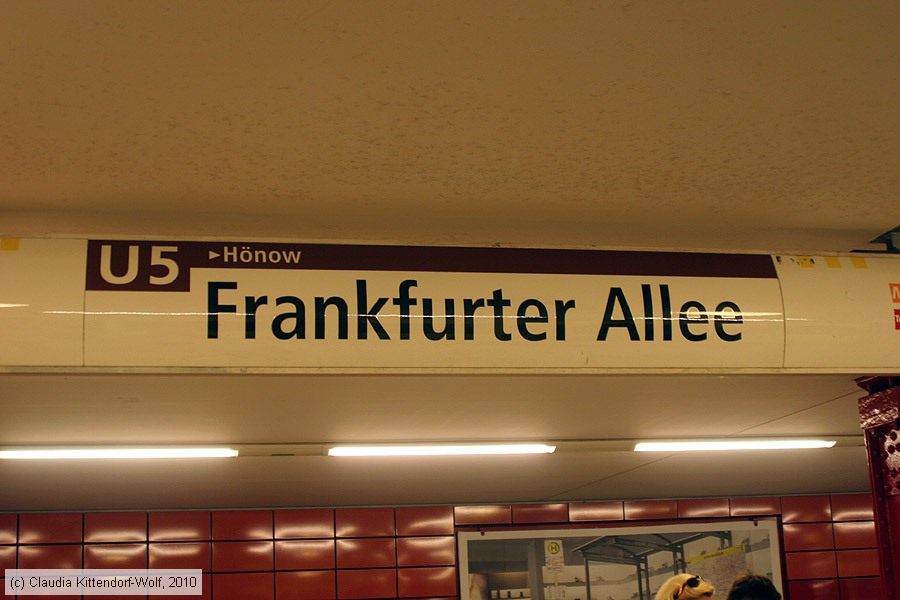 U5 ►Hönow
Frankfurter Allee
H
(c) Claudia Kittendorf-Wolf, 2010